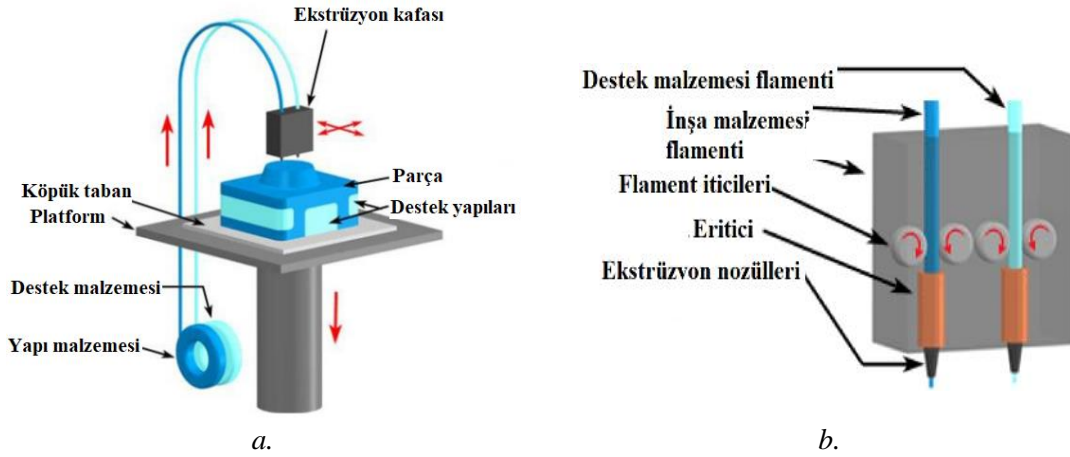 Ekstrüzyon kafası
Köpük taban
Platform
Parça
Destek yapıları
Destek malzemesi
Yapı malzemesi
a.
Destek malzemesi flamenti
İnşa malzemesi
flamenti
Flament iticileri
Eritici
Ekstrüzvon nozülleri
b.